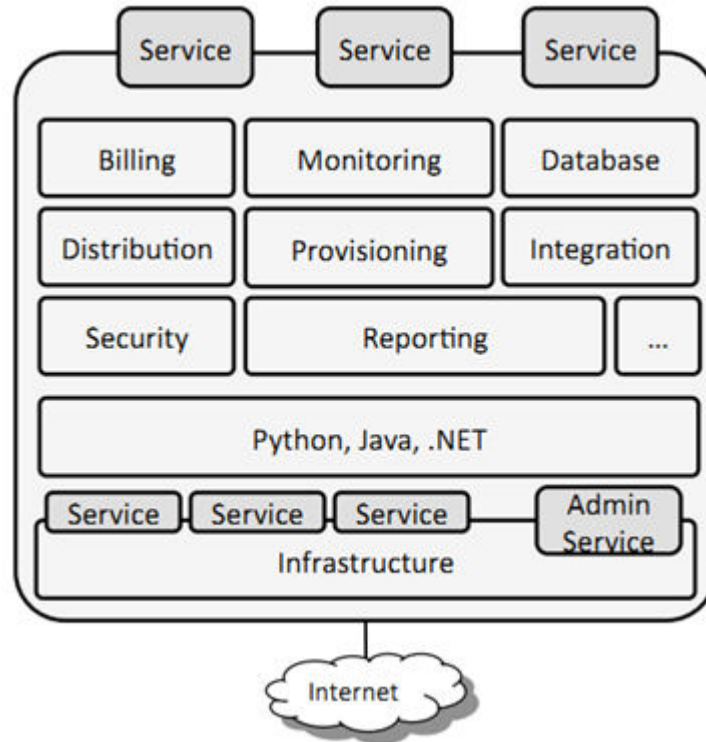 Service
Service
Service
Billing
Monitoring
Database
Distribution
Provisioning
Integration
Security
Reporting
...
Python, Java, .NET
Service
Service
Service
Admin
Service
Infrastructure
Internet